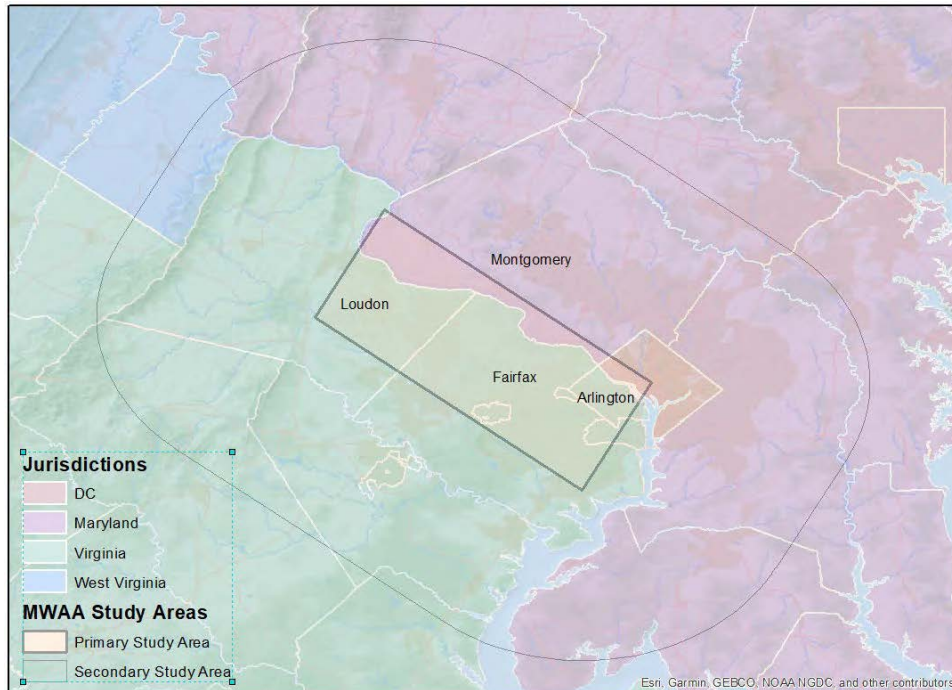 Montgomery
Loudon
Fairfax
Arlington
Jurisdictions
DC
Maryland
Virginia
West Virginia
MWAA Study Areas
Primary Study Area
Secondary Study Area
Esri, Garmin, GEBCO, NOAA NGDC, and other contributors